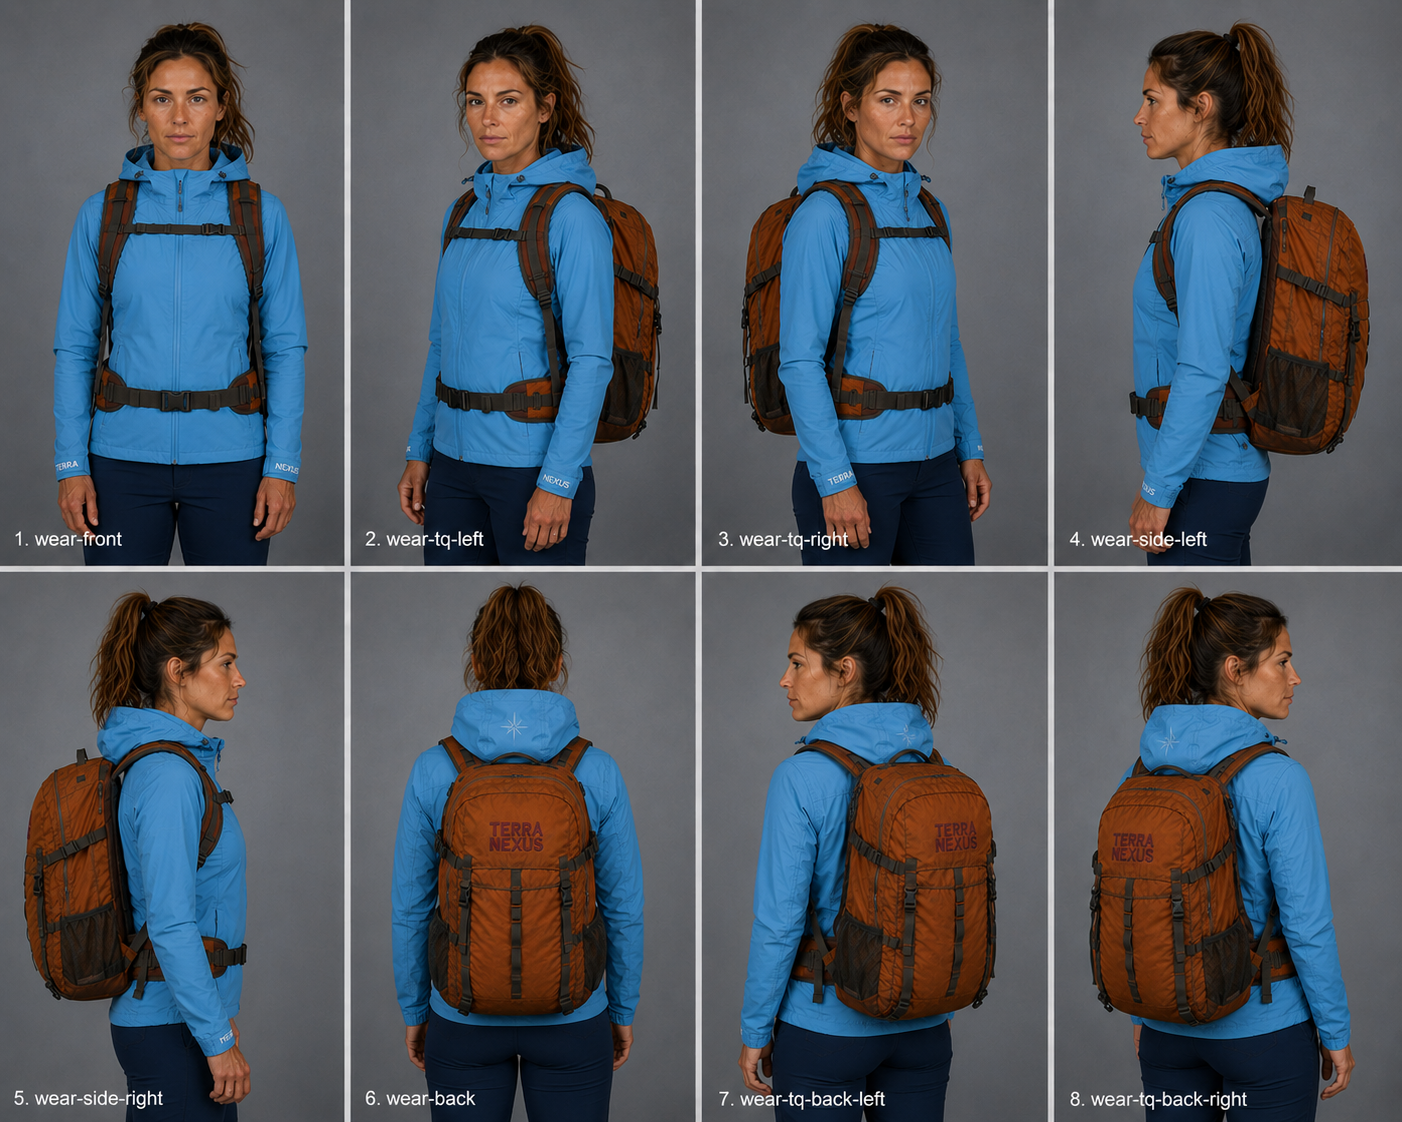 TERRA
NEXUS
1. wear-front
NEXUS
2. wear-tq-left
TERRA
3. wear-tq-right
4. wear-side-left
5. wear-side-right
TERRA
NEXUS
6. wear-back
TERRA
NEXUS
7. wear-tq-back-left
TERRA
NEXUS
8. wear-tq-back-right